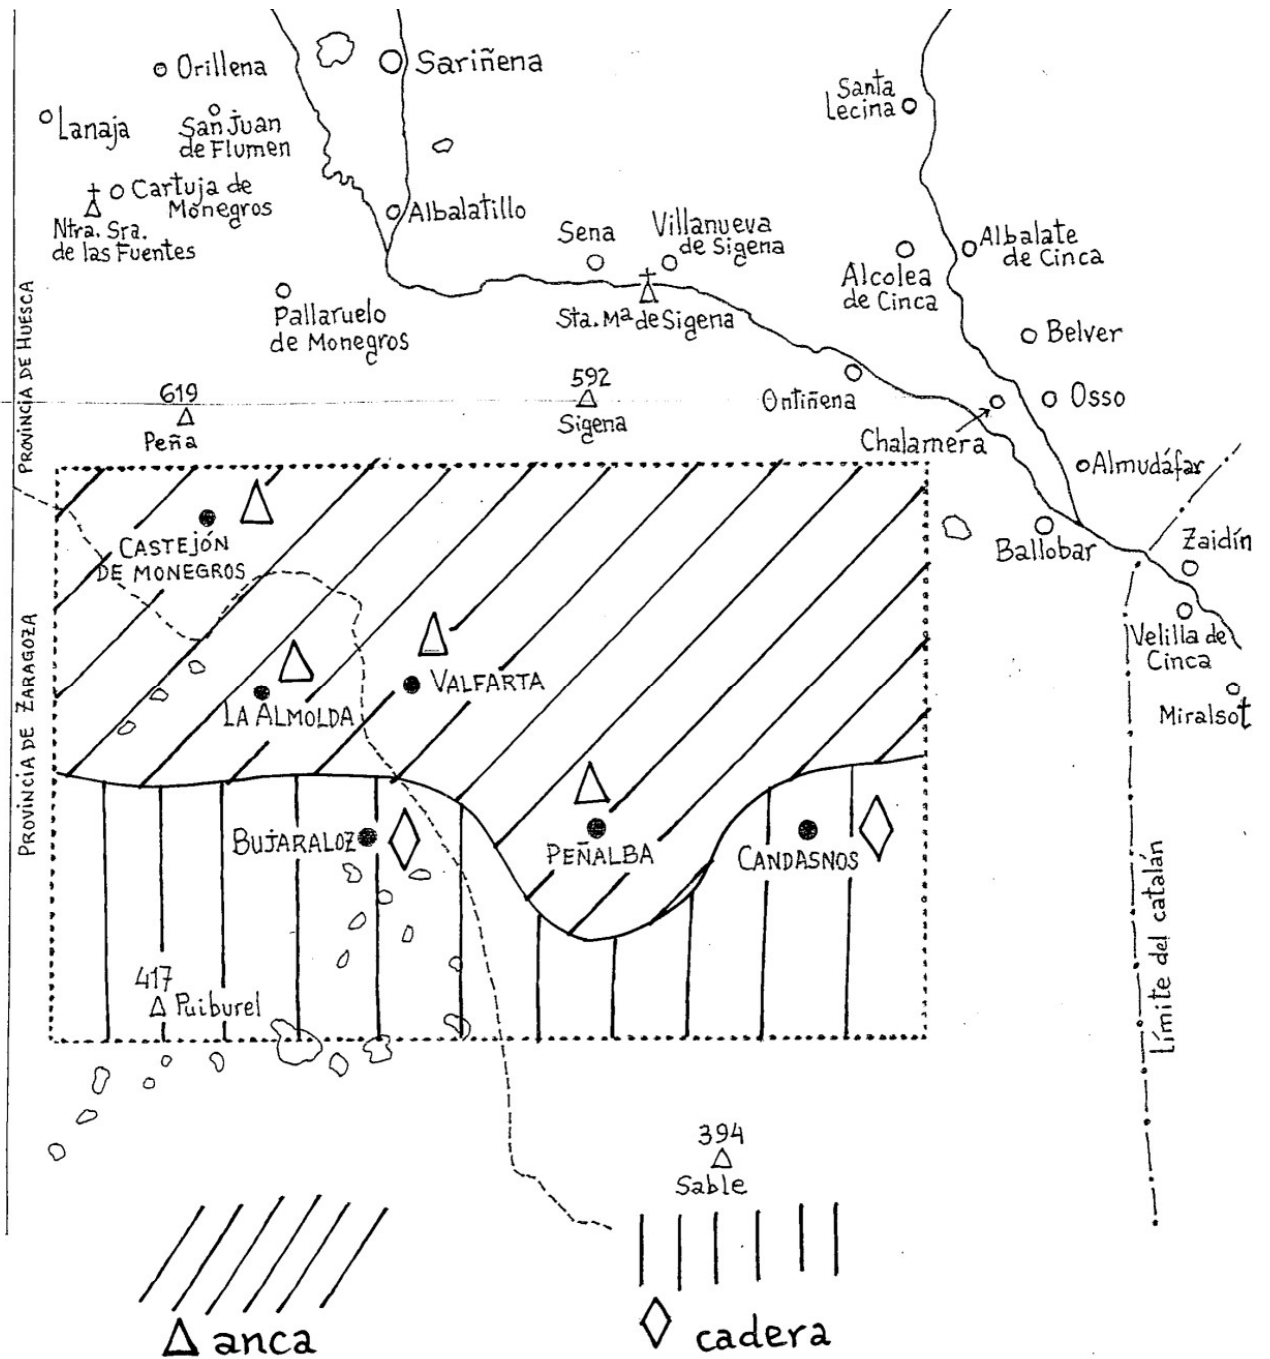 Orillena
Sariñena
Santa
Lecina
Lanaja
San Juan
de Flumen
Cartuja de
Monegros
Ntra. Sra.
de las Fuentes
Albalatillo
Sena
Villanueva
de Sigena
Albalate
de Cinca
Alcolea
de Cinca
Pallaruelo
de Monegros
Sta. Mª de Sigena
Belver
PROVINCIA DE HUESCA
619
Peña
592
Sigena
Ontiñena
Osso
Chalamera
Almudáfar
CASTEJÓN
DE MONEGROS
Ballobar
Zaidín
Velilla de
Cinca
Miralsot
PROVINCIA DE ZARAGOZA
VALFARTA
LA ALMOLDA
BUJARALOZ
PEÑALBA
CANDASNOS
Límite del catalán
417
Puiburel
394
Sable
anca
cadera